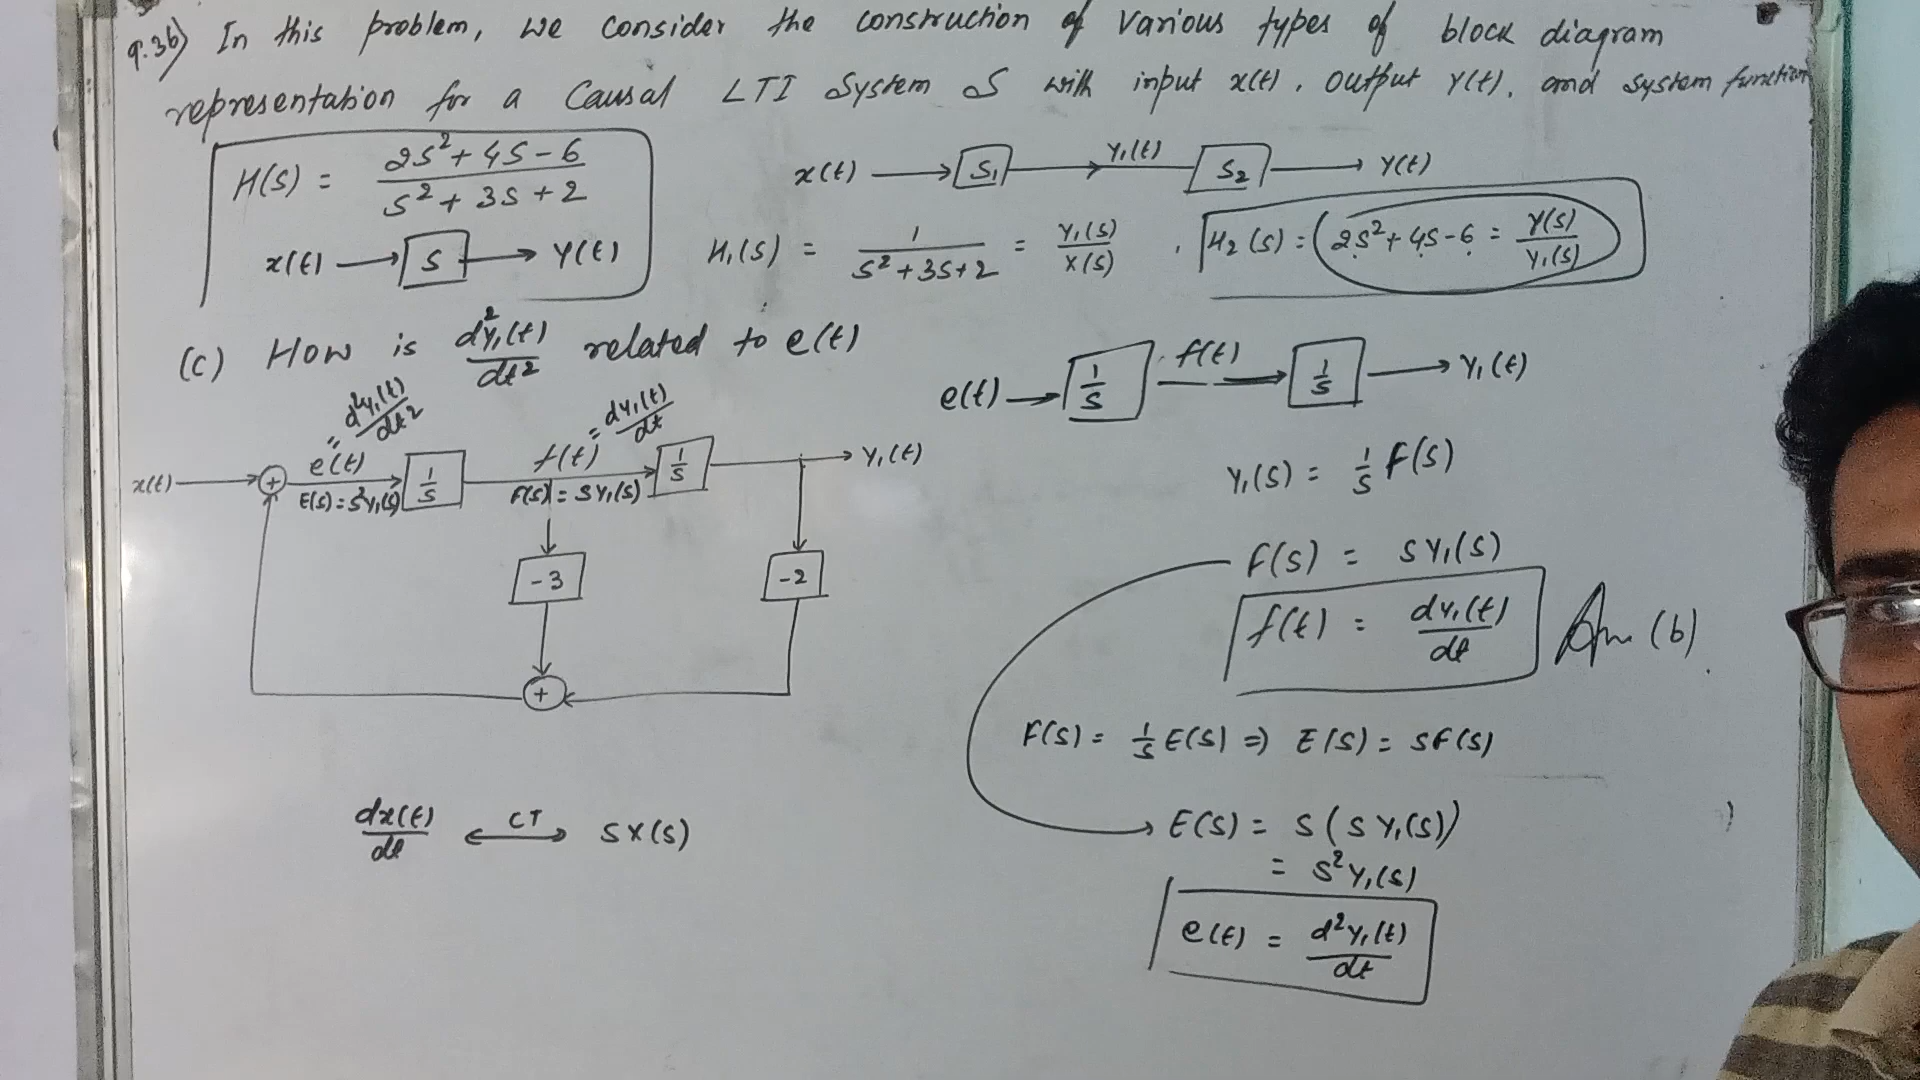 9.36) In this problem, we consider the construction of various types of block diagram
representation for a Causal LTI System S with input x(t), output y(t), and system function
H(s) = 2s²+4s-6 / s²+3s+2
x(t) → S → y(t)
x(t) → S₁ → y₁(t) → S₂ → y(t)
H₁(s) = 1 / s²+3s+2 = Y₁(s) / X(s) , H₂(s) = 2s²+4s-6 = Y(s) / Y₁(s)
(c) How is d²y₁(t)/dt² related to e(t)
e(t) → 1/s → f(t) → 1/s → y₁(t)
= d²y₁(t)/dt²
= dy₁(t)/dt
x(t) → + e(t) → 1/s f(t) → 1/s → y₁(t)
E(s) = s²Y₁(s)
F(s) = sY₁(s)
-3
-2
+
Y₁(s) = 1/s F(s)
F(s) = sY₁(s)
f(t) = dy₁(t)/dt Ans (b)
F(s) = 1/s E(s) ⇒ E(s) = sF(s)
dx(t)/dt ← CT → sX(s)
E(s) = s(sY₁(s))
= s²Y₁(s)
e(t) = d²y₁(t)/dt